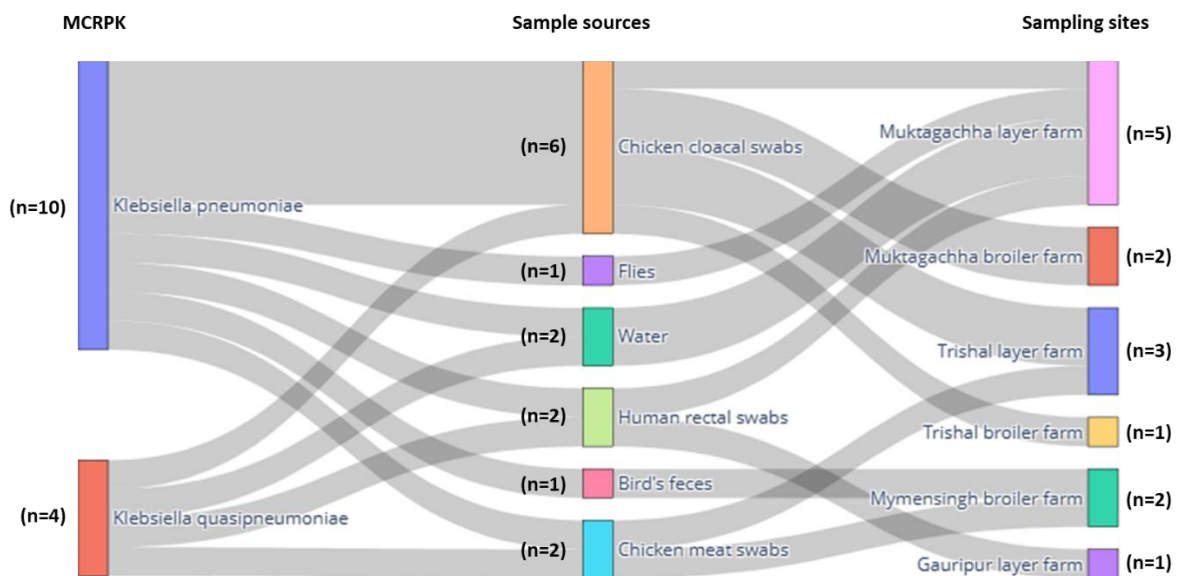 MCRPK
Sample sources
Sampling sites
(n=10)
Klebsiella pneumoniae
(n=4)
Klebsiella quasipneumoniae
(n=6)
Chicken cloacal swabs
(n=1)
Flies
(n=2)
Water
(n=2)
Human rectal swabs
(n=1)
Bird's feces
(n=2)
Chicken meat swabs
Muktagachha layer farm
(n=5)
Muktagachha broiler farm
(n=2)
Trishal layer farm
(n=3)
Trishal broiler farm
(n=1)
Mymensingh broiler farm
(n=2)
Gauripur layer farm
(n=1)